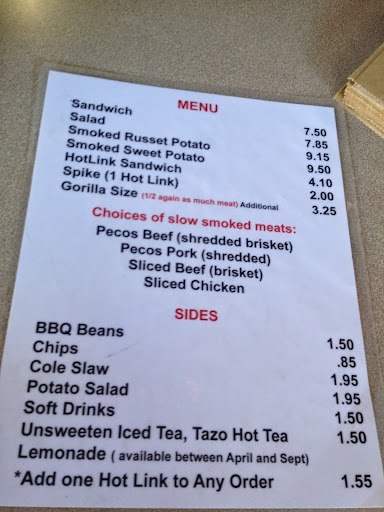 MENU
Sandwich 7.50
Salad 7.85
Smoked Russet Potato 9.15
Smoked Sweet Potato 9.50
HotLink Sandwich 4.10
Spike (1 Hot Link) 2.00
Gorilla Size (1/2 again as much meat) Additional 3.25
Choices of slow smoked meats:
Pecos Beef (shredded brisket)
Pecos Pork (shredded)
Sliced Beef (brisket)
Sliced Chicken
SIDES
BBQ Beans 1.50
Chips .85
Cole Slaw 1.95
Potato Salad 1.95
Soft Drinks 1.50
Unsweeten Iced Tea, Tazo Hot Tea 1.50
Lemonade ( available between April and Sept)
*Add one Hot Link to Any Order 1.55